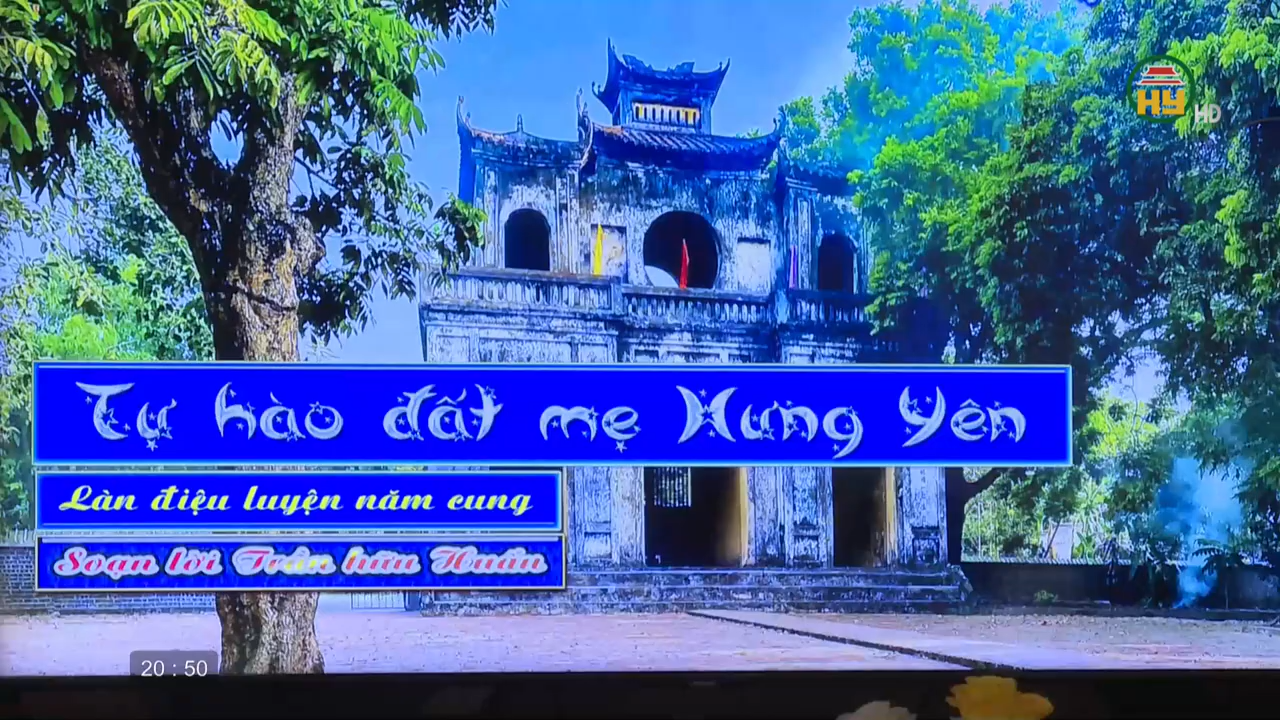 HY HD
Tự hào đất mẹ Hưng Yên
Làn điệu luyện năm cung
Soạn lời Trần hữu Huấn
20 : 50